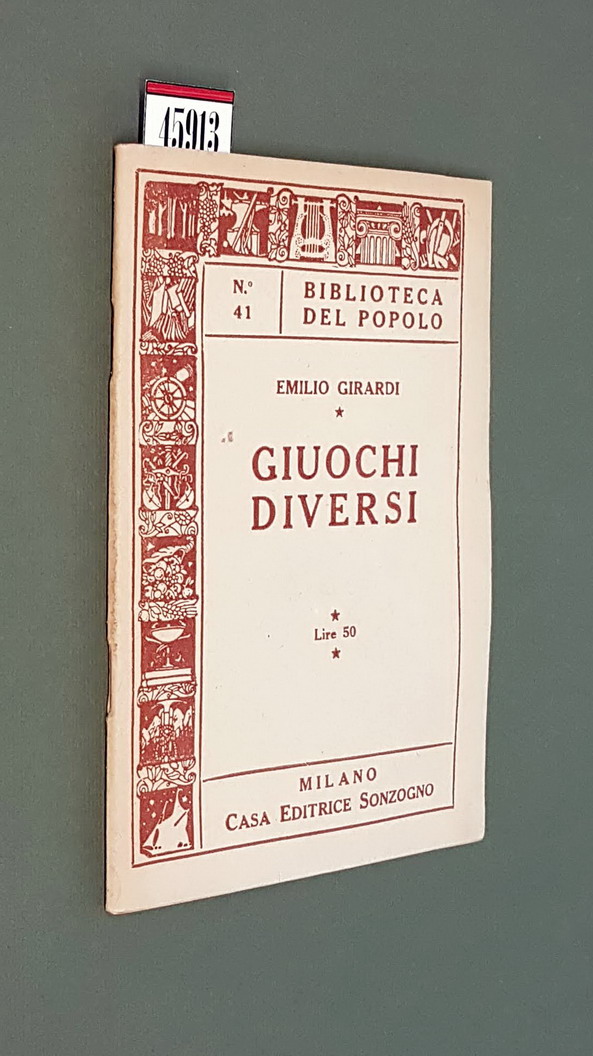 45913
N.° 41
BIBLIOTECA
DEL POPOLO
EMILIO GIRARDI
GIUOCHI
DIVERSI
Lire 50
MILANO
CASA EDITRICE SONZOGNO